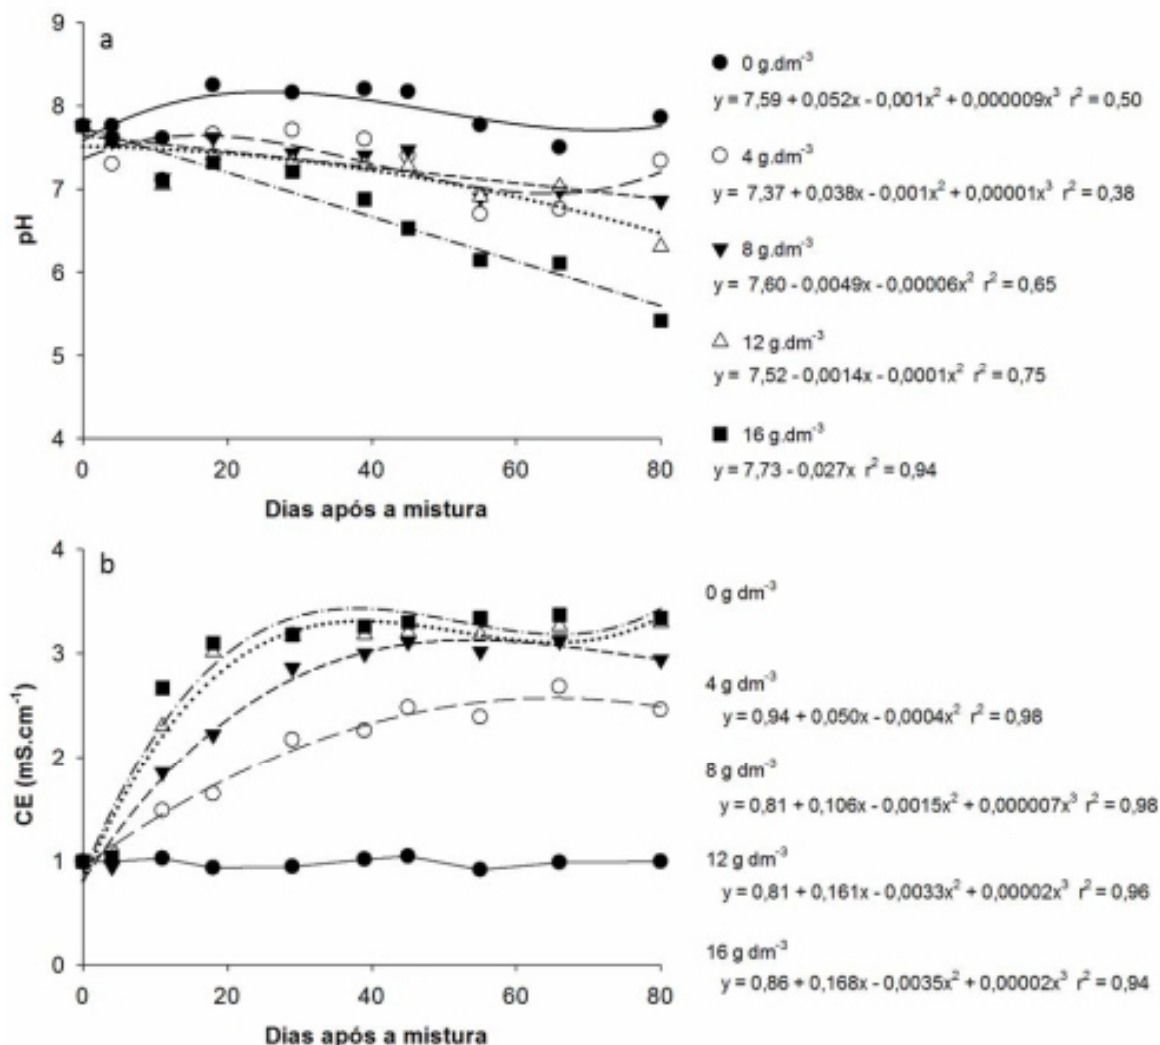 a
9
8
7
6
5
4
pH
0 20 40 60 80
Dias após a mistura
● 0 g.dm⁻³
y = 7,59 + 0,052x - 0,001x² + 0,000009x³ r² = 0,50
○ 4 g.dm⁻³
y = 7,37 + 0,038x - 0,001x² + 0,00001x³ r² = 0,38
▼ 8 g.dm⁻³
y = 7,60 - 0,0049x - 0,00006x² r² = 0,65
△ 12 g.dm⁻³
y = 7,52 - 0,0014x - 0,0001x² r² = 0,75
■ 16 g.dm⁻³
y = 7,73 - 0,027x r² = 0,94
b
4
3
2
1
0
CE (mS.cm⁻¹)
0 20 40 60 80
Dias após a mistura
0 g dm⁻³
4 g dm⁻³
y = 0,94 + 0,050x - 0,0004x² r² = 0,98
8 g dm⁻³
y = 0,81 + 0,106x - 0,0015x² + 0,000007x³ r² = 0,98
12 g dm⁻³
y = 0,81 + 0,161x - 0,0033x² + 0,00002x³ r² = 0,96
16 g dm⁻³
y = 0,86 + 0,168x - 0,0035x² + 0,00002x³ r² = 0,94